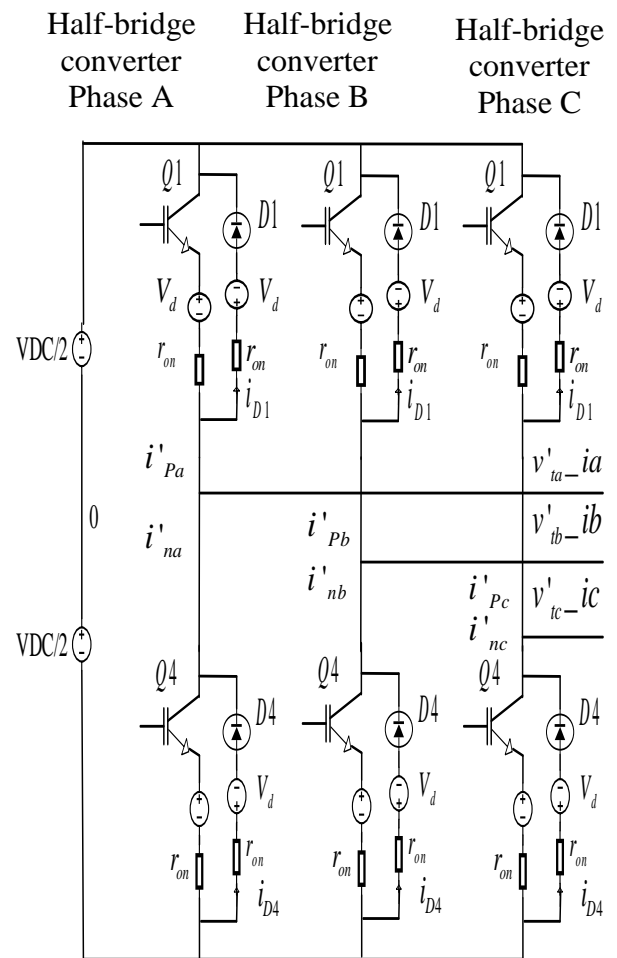 Half-bridge converter Phase A
Half-bridge converter Phase B
Half-bridge converter Phase C
Q1
D1
Q1
D1
Q1
D1
V_d
V_d
V_d
V_d
V_d
V_d
VDC/2
r_on
r_on
i_D1
r_on
r_on
i_D1
r_on
r_on
i_D1
i'_Pa
v'_ta_ia
0
i'_na
i'_Pb
v'_tb_ib
i'_nb
i'_Pc
v'_tc_ic
i'_nc
VDC/2
Q4
D4
Q4
D4
Q4
D4
V_d
V_d
V_d
r_on
r_on
i_D4
r_on
r_on
i_D4
r_on
r_on
i_D4